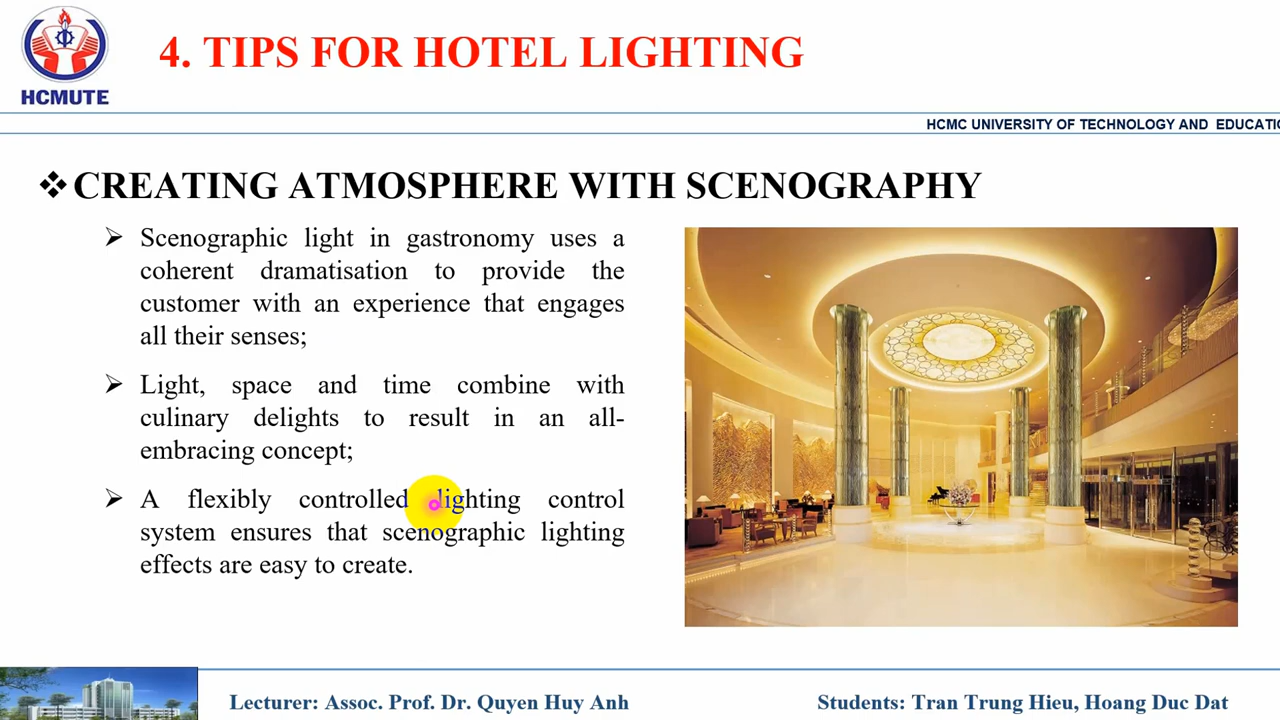 HCMUTE
4. TIPS FOR HOTEL LIGHTING
HCMC UNIVERSITY OF TECHNOLOGY AND EDUCATIO
CREATING ATMOSPHERE WITH SCENOGRAPHY
Scenographic light in gastronomy uses a
coherent dramatisation to provide the
customer with an experience that engages
all their senses;
Light, space and time combine with
culinary delights to result in an all-
embracing concept;
A flexibly controlled lighting control
system ensures that scenographic lighting
effects are easy to create.
Lecturer: Assoc. Prof. Dr. Quyen Huy Anh
Students: Tran Trung Hieu, Hoang Duc Dat